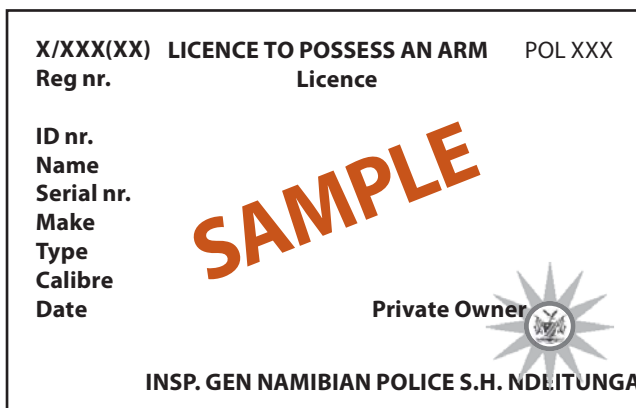 X/XXX(XX) LICENCE TO POSSESS AN ARM POL XXX
Reg nr. Licence
ID nr.
Name
Serial nr.
Make
Type
Calibre
Date Private Owner
SAMPLE
INSP. GEN NAMIBIAN POLICE S.H. NDEITUNGA